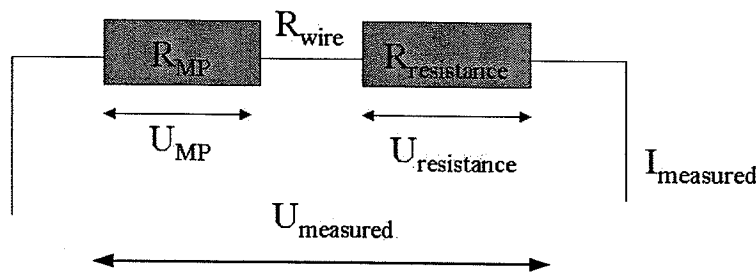 R_wire
R_MP R_resistance
U_MP U_resistance
I_measured
U_measured